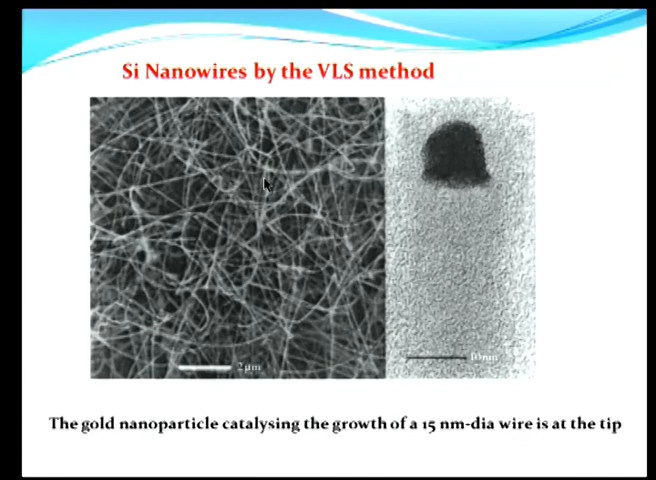 Si Nanowires by the VLS method
2 μm
10 nm
The gold nanoparticle catalysing the growth of a 15 nm-dia wire is at the tip